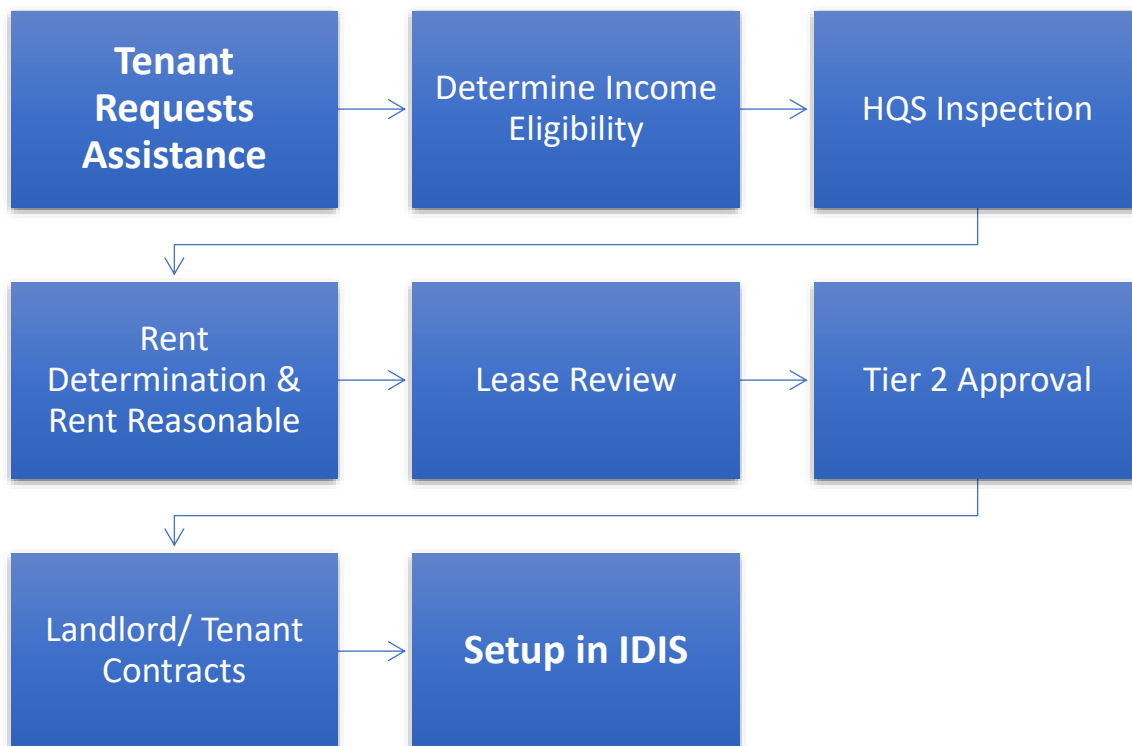 Tenant
Requests
Assistance
Determine Income
Eligibility
HQS Inspection
Rent
Determination &
Rent Reasonable
Lease Review
Tier 2 Approval
Landlord/ Tenant
Contracts
Setup in IDIS